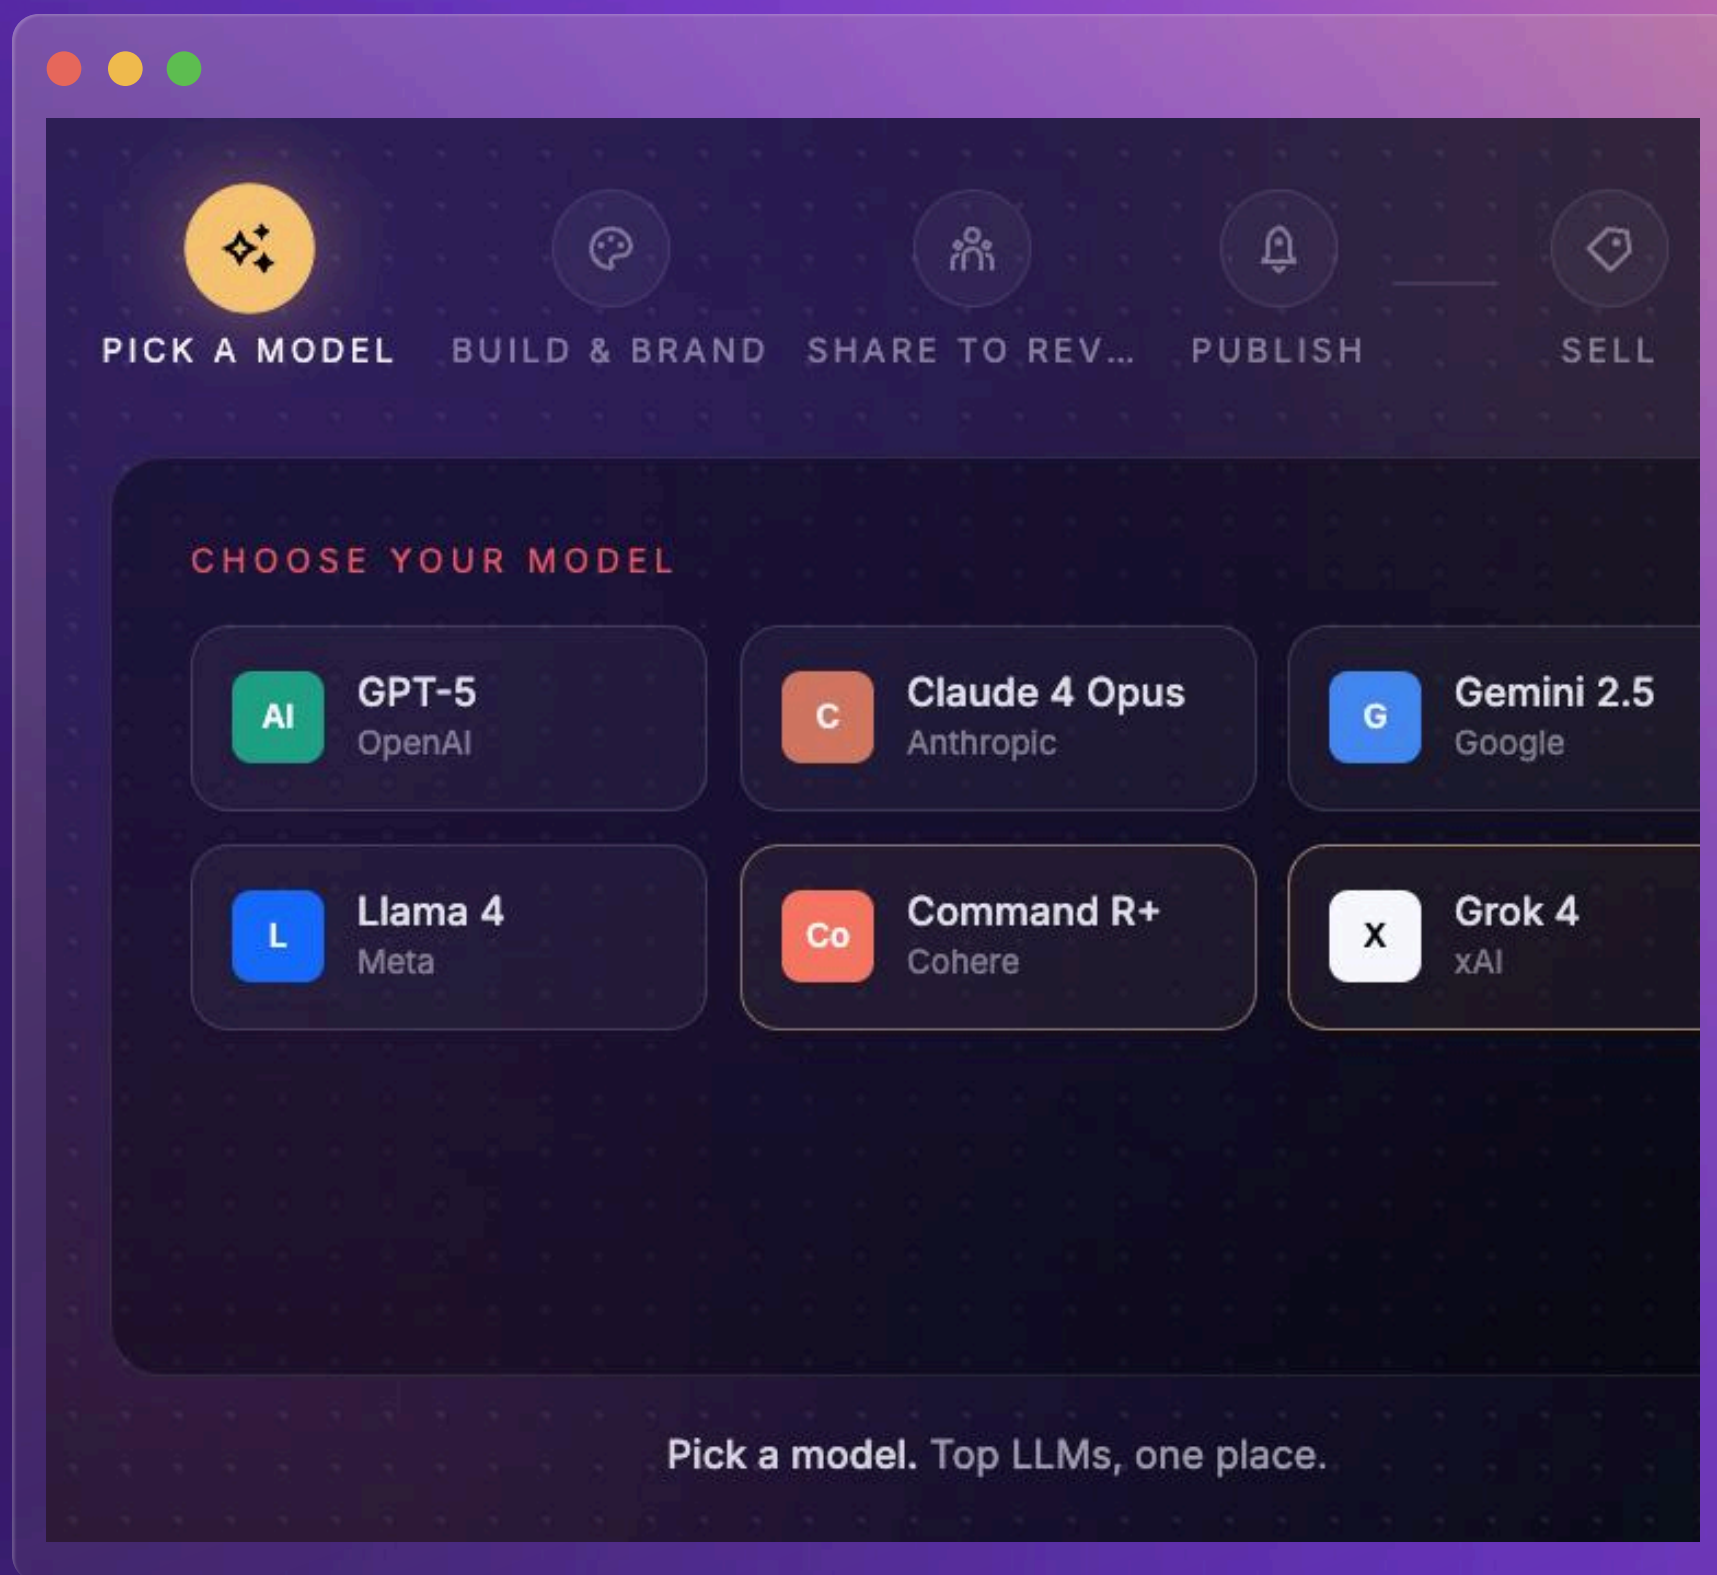 PICK A MODEL
BUILD & BRAND
SHARE TO REV...
PUBLISH
SELL
CHOOSE YOUR MODEL
AI
GPT-5
OpenAI
C
Claude 4 Opus
Anthropic
G
Gemini 2.5
Google
L
Llama 4
Meta
Co
Command R+
Cohere
X
Grok 4
xAI
Pick a model. Top LLMs, one place.